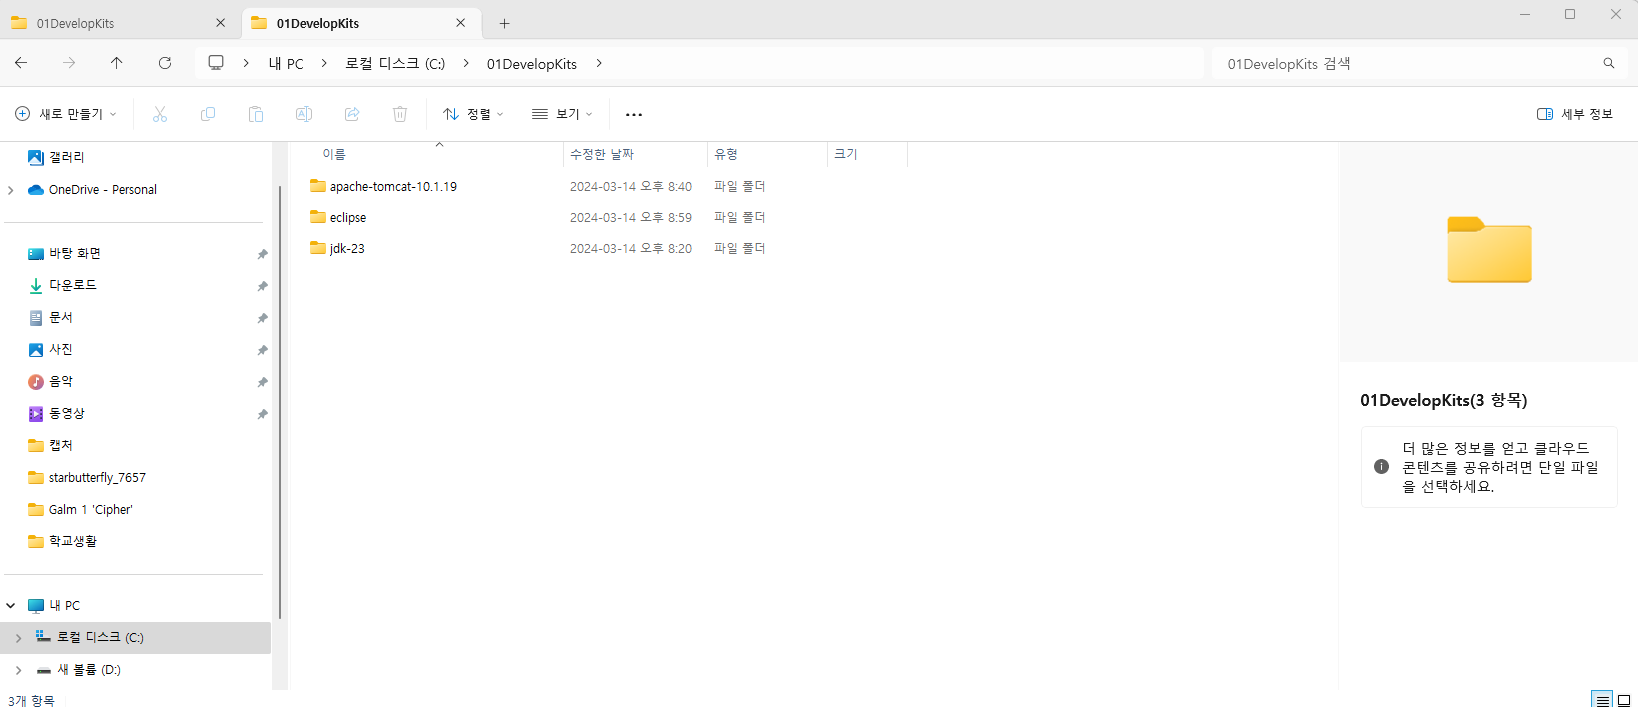 01DevelopKits
01DevelopKits
내 PC
로컬 디스크 (C:)
01DevelopKits
01DevelopKits 검색
새로 만들기
정렬
보기
세부 정보
갤러리
OneDrive - Personal
바탕 화면
다운로드
문서
사진
음악
동영상
캡처
starbutterfly_7657
Galm 1 'Cipher'
학교생활
내 PC
로컬 디스크 (C:)
새 볼륨 (D:)
이름 수정한 날짜 유형 크기
apache-tomcat-10.1.19 2024-03-14 오후 8:40 파일 폴더
eclipse 2024-03-14 오후 8:59 파일 폴더
jdk-23 2024-03-14 오후 8:20 파일 폴더
01DevelopKits(3 항목)
더 많은 정보를 얻고 클라우드
콘텐츠를 공유하려면 단일 파일
을 선택하세요.
3개 항목